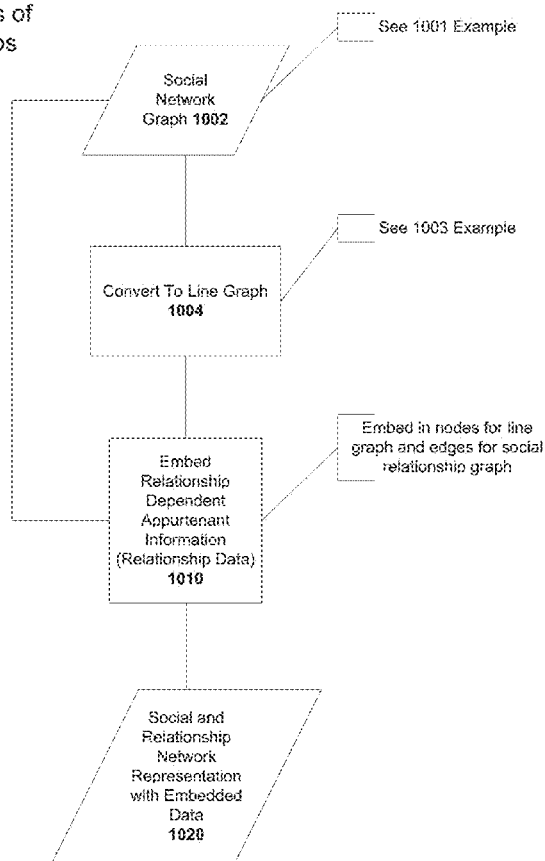 s of
os
See 1001 Example
Social
Network
Graph 1002
See 1003 Example
Convert To Line Graph
1004
Embed in nodes for line
graph and edges for social
relationship graph
Embed
Relationship
Dependent
Appurtenant
Information
(Relationship Data)
1010
Social and
Relationship
Network
Representation
with Embedded
Data
1020